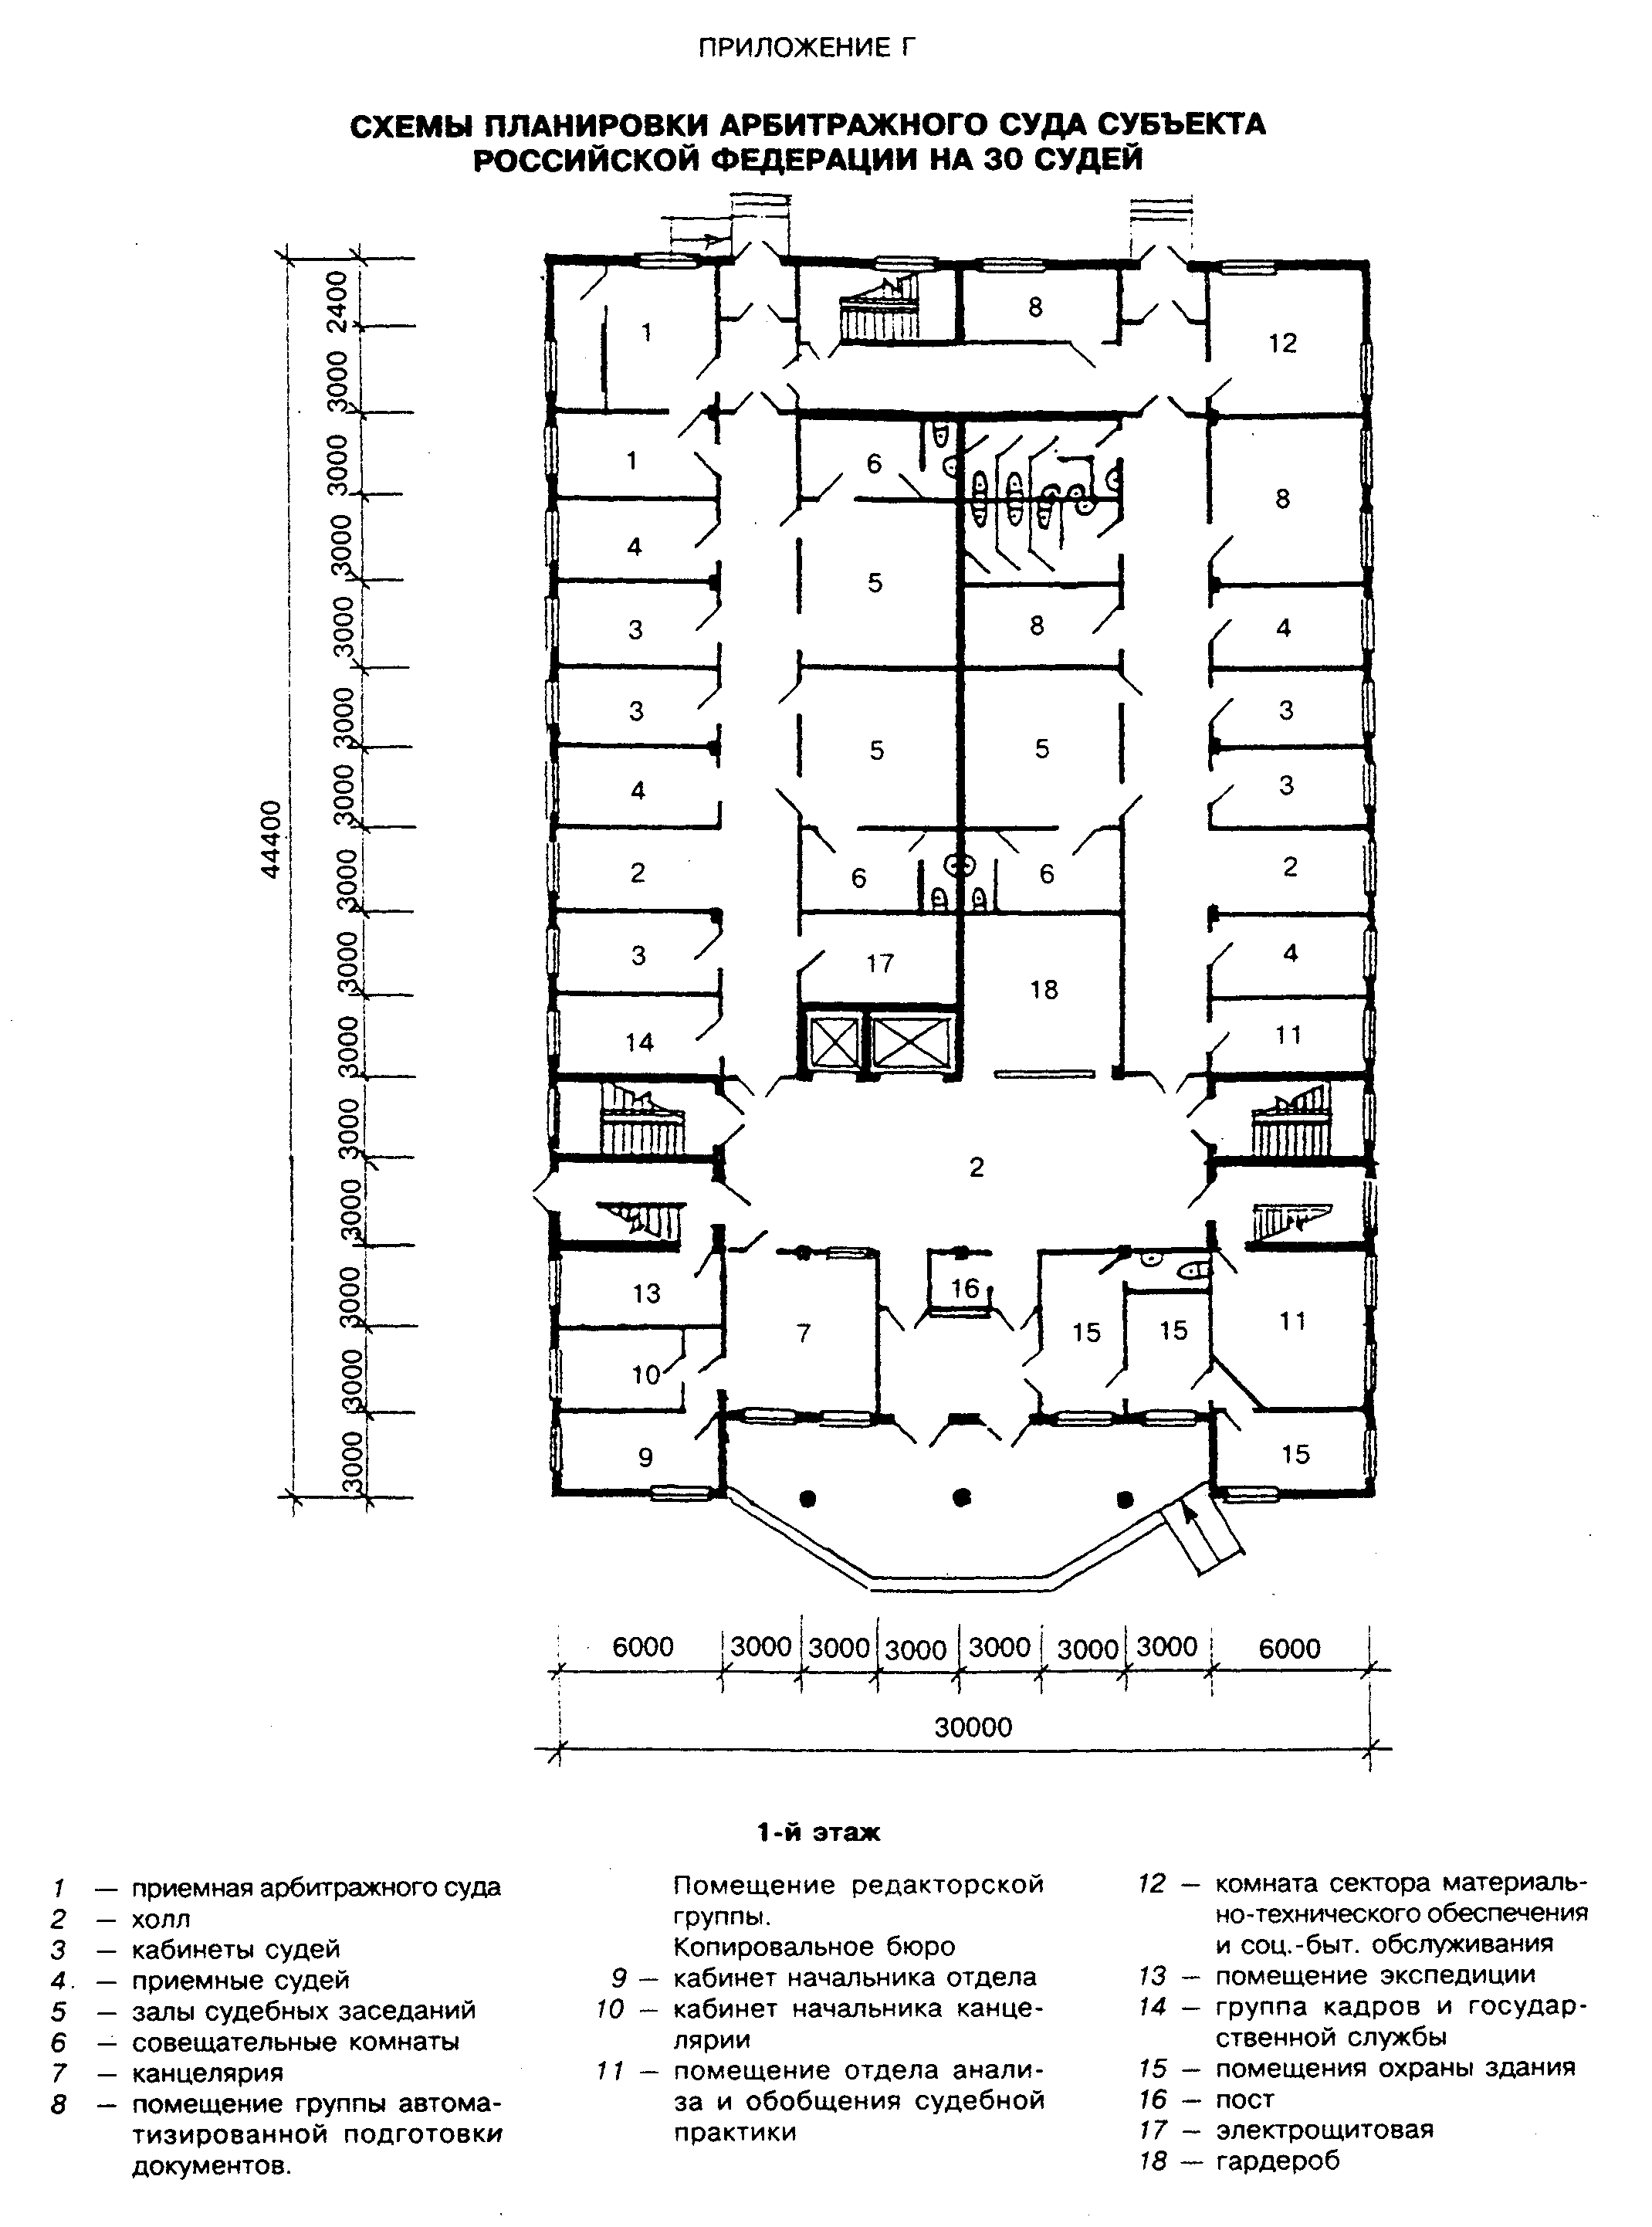 ПРИЛОЖЕНИЕ Г
СХЕМЫ ПЛАНИРОВКИ АРБИТРАЖНОГО СУДА СУБЪЕКТА
РОССИЙСКОЙ ФЕДЕРАЦИИ НА 30 СУДЕЙ
44400
2400
3000
3000
3000
3000
3000
3000
3000
3000
3000
3000
3000
3000
3000
3000
1
8
12
1
6
8
4
5
3
8
4
3
5
5
3
4
3
2
6
6
2
3
17
18
4
14
11
2
13
16
7
15
15
11
10
9
15
6000
3000
3000
3000
3000
3000
3000
6000
30000
1-й этаж
1 — приемная арбитражного суда
2 — холл
3 — кабинеты судей
4. — приемные судей
5 — залы судебных заседаний
6 — совещательные комнаты
7 — канцелярия
8 — помещение группы автома-
тизированной подготовки
документов.
Помещение редакторской
группы.
Копировальное бюро
9 — кабинет начальника отдела
10 — кабинет начальника канце-
лярии
11 — помещение отдела анали-
за и обобщения судебной
практики
12 — комната сектора материаль-
но-технического обеспечения
и соц.-быт. обслуживания
13 — помещение экспедиции
14 — группа кадров и государ-
ственной службы
15 — помещения охраны здания
16 — пост
17 — электрощитовая
18 — гардероб